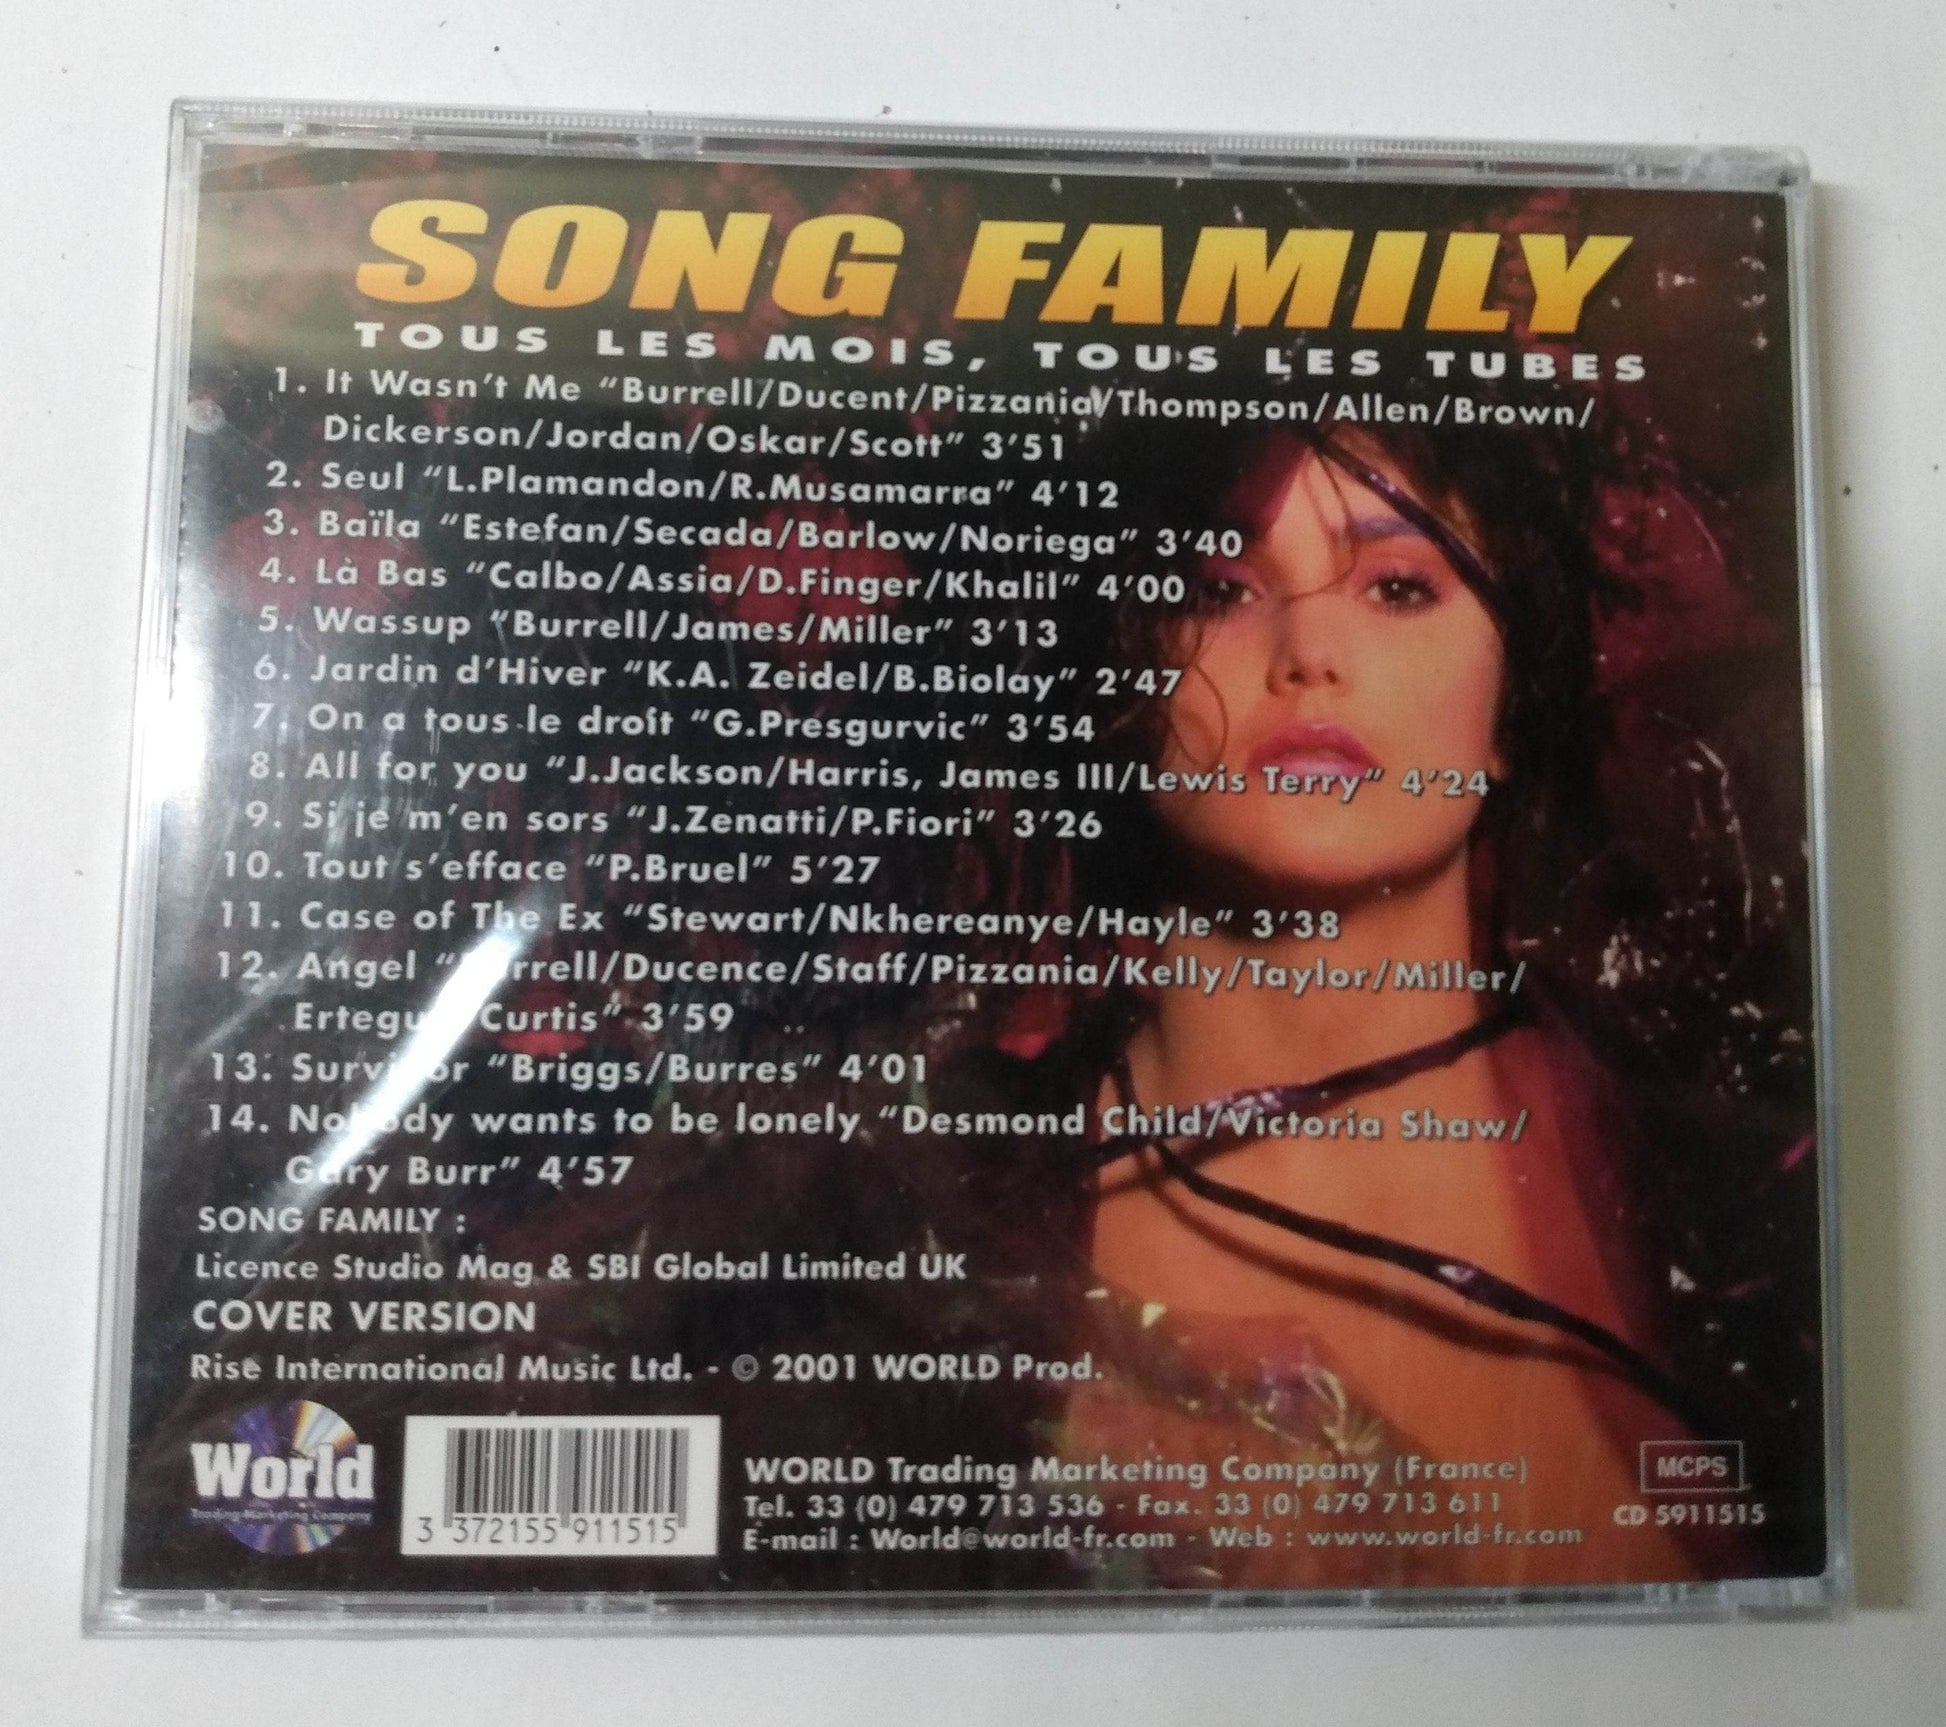 SONG FAMILY
TOUS LES MOIS, TOUS LES TUBES
1. It Wasn't Me "Burrell/Ducent/Pizzania/Thompson/Allen/Brown/
Dickerson/Jordan/Oskar/Scott" 3'51
2. Seul "L.Plamandon/R.Musamarra" 4'12
3. Baïla "Estefan/Secada/Barlow/Noriega" 3'40
4. Là Bas "Calbo/Assia/D.Finger/Khalil" 4'00
5. Wassup "Burrell/James/Miller" 3'13
6. Jardin d'Hiver "K.A. Zeidel/B.Biolay" 2'47
7. On a tous le droit "G.Presgurvic" 3'54
8. All for you "J.Jackson/Harris, James III/Lewis Terry" 4'24
9. Si je m'en sors "J.Zenatti/P.Fiori" 3'26
10. Tout s'efface "P.Bruel" 5'27
11. Case of The Ex "Stewart/Nkhereanye/Hayle" 3'38
12. Angel "Burrell/Ducence/Staff/Pizzania/Kelly/Taylor/Miller/
Curtis" 3'59
13. Survivor "Briggs/Burres" 4'01
14. Nobody wants to be lonely "Desmond Child/Victoria Shaw/
Gary Burr" 4'57
SONG FAMILY :
Licence Studio Mag & SBI Global Limited UK
COVER VERSION
Rise International Music Ltd. - © 2001 WORLD Prod.
World
Trading Marketing Company
3 372155 911515
WORLD Trading Marketing Company (France)
Tel. 33 (0) 479 713 536 - Fax. 33 (0) 479 713 611
E-mail : World@world-fr.com - Web : www.world-fr.com
MCPS
CD 5911515